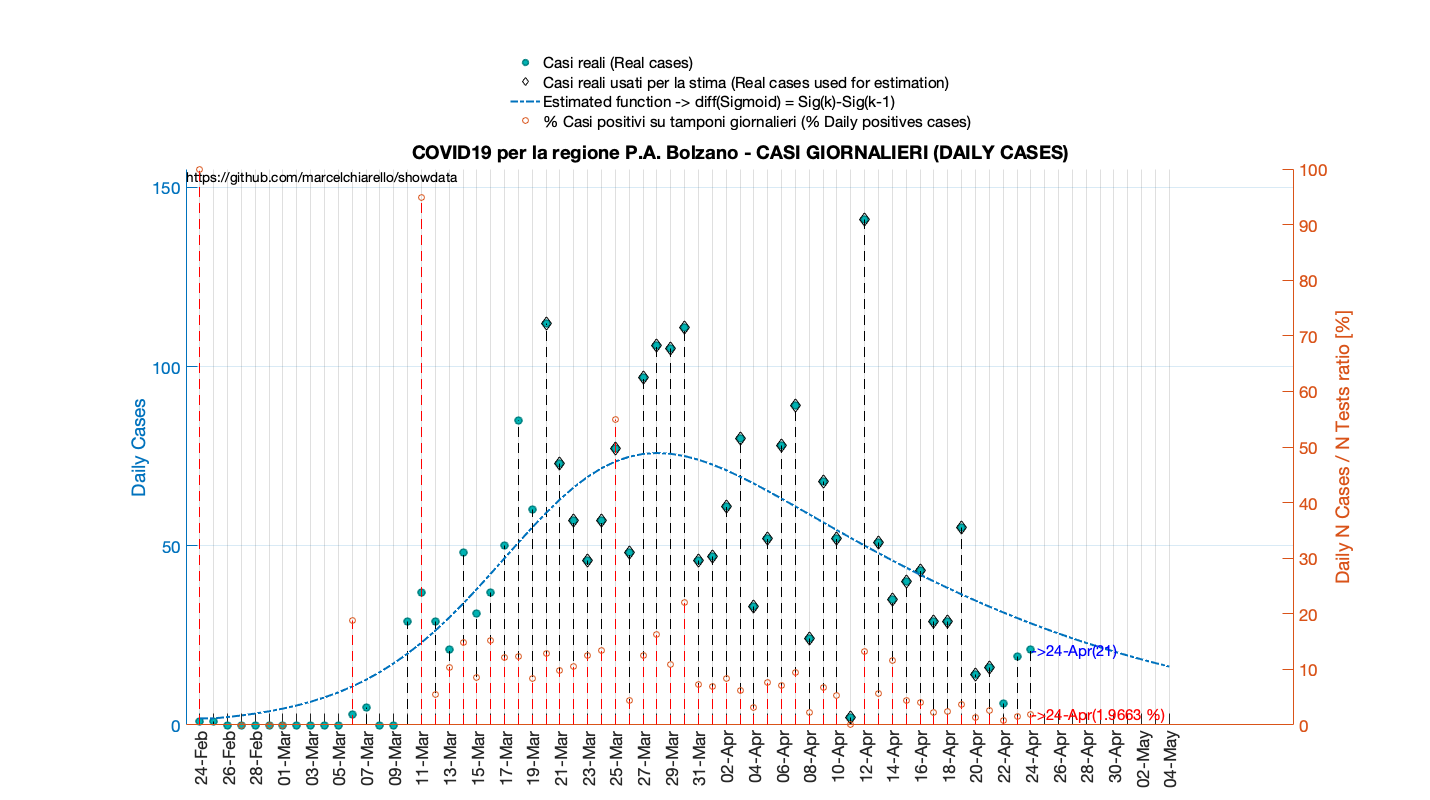 Casi reali (Real cases)
Casi reali usati per la stima (Real cases used for estimation)
Estimated function -> diff(Sigmoid) = Sig(k)-Sig(k-1)
% Casi positivi su tamponi giornalieri (% Daily positives cases)
COVID19 per la regione P.A. Bolzano - CASI GIORNALIERI (DAILY CASES)
https://github.com/marcelchiarello/showdata
Daily Cases
150
100
50
0
100
90
80
70
60
50
40
30
20
10
0
Daily N Cases / N Tests ratio [%]
->24-Apr(21)
->24-Apr(1.9663 %)
24-Feb
26-Feb
28-Feb
01-Mar
03-Mar
05-Mar
07-Mar
09-Mar
11-Mar
13-Mar
15-Mar
17-Mar
19-Mar
21-Mar
23-Mar
25-Mar
27-Mar
29-Mar
31-Mar
02-Apr
04-Apr
06-Apr
08-Apr
10-Apr
12-Apr
14-Apr
16-Apr
18-Apr
20-Apr
22-Apr
24-Apr
26-Apr
28-Apr
30-Apr
02-May
04-May